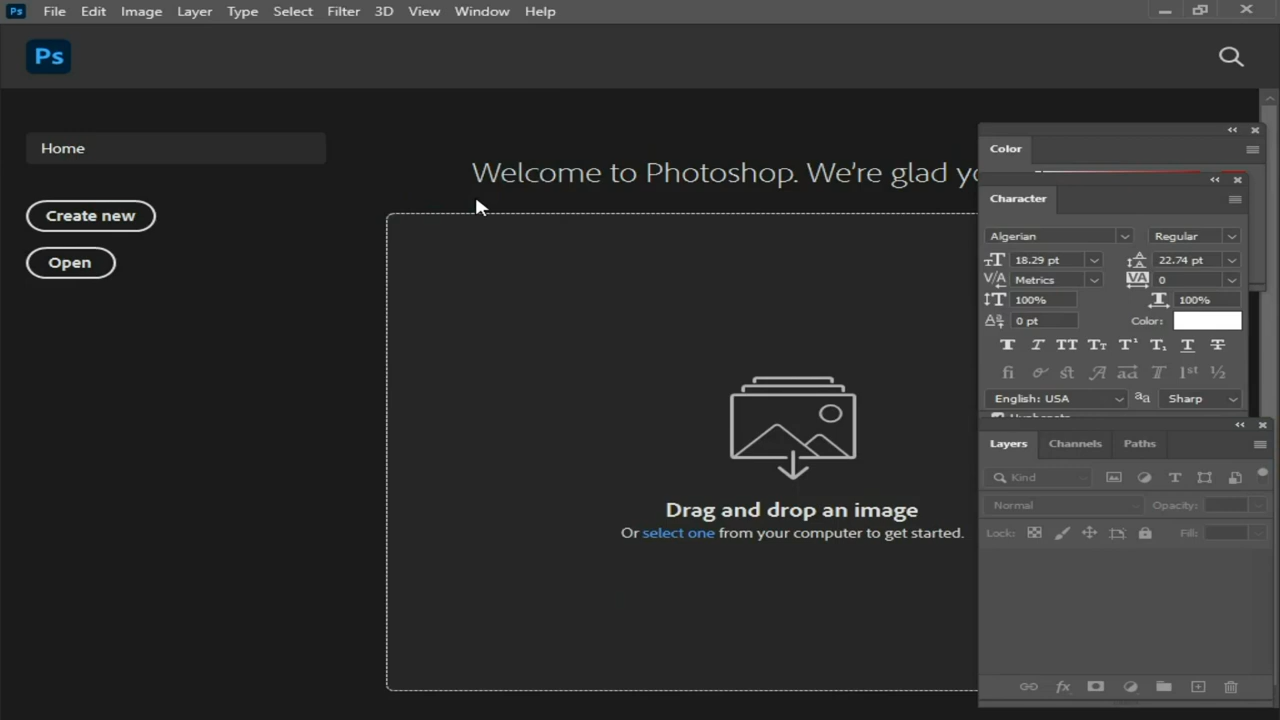 Ps File Edit Image Layer Type Select Filter 3D View Window Help
Ps
Home
Create new
Open
Welcome to Photoshop. We're glad
Drag and drop an image
Or select one from your computer to get started.
Color
Character
Algerian Regular
18.29 pt 22.74 pt
Metrics 0
100% 100%
0 pt Color:
English: USA Sharp
Layers Channels Paths
Kind
Normal Opacity:
Lock: Fill: